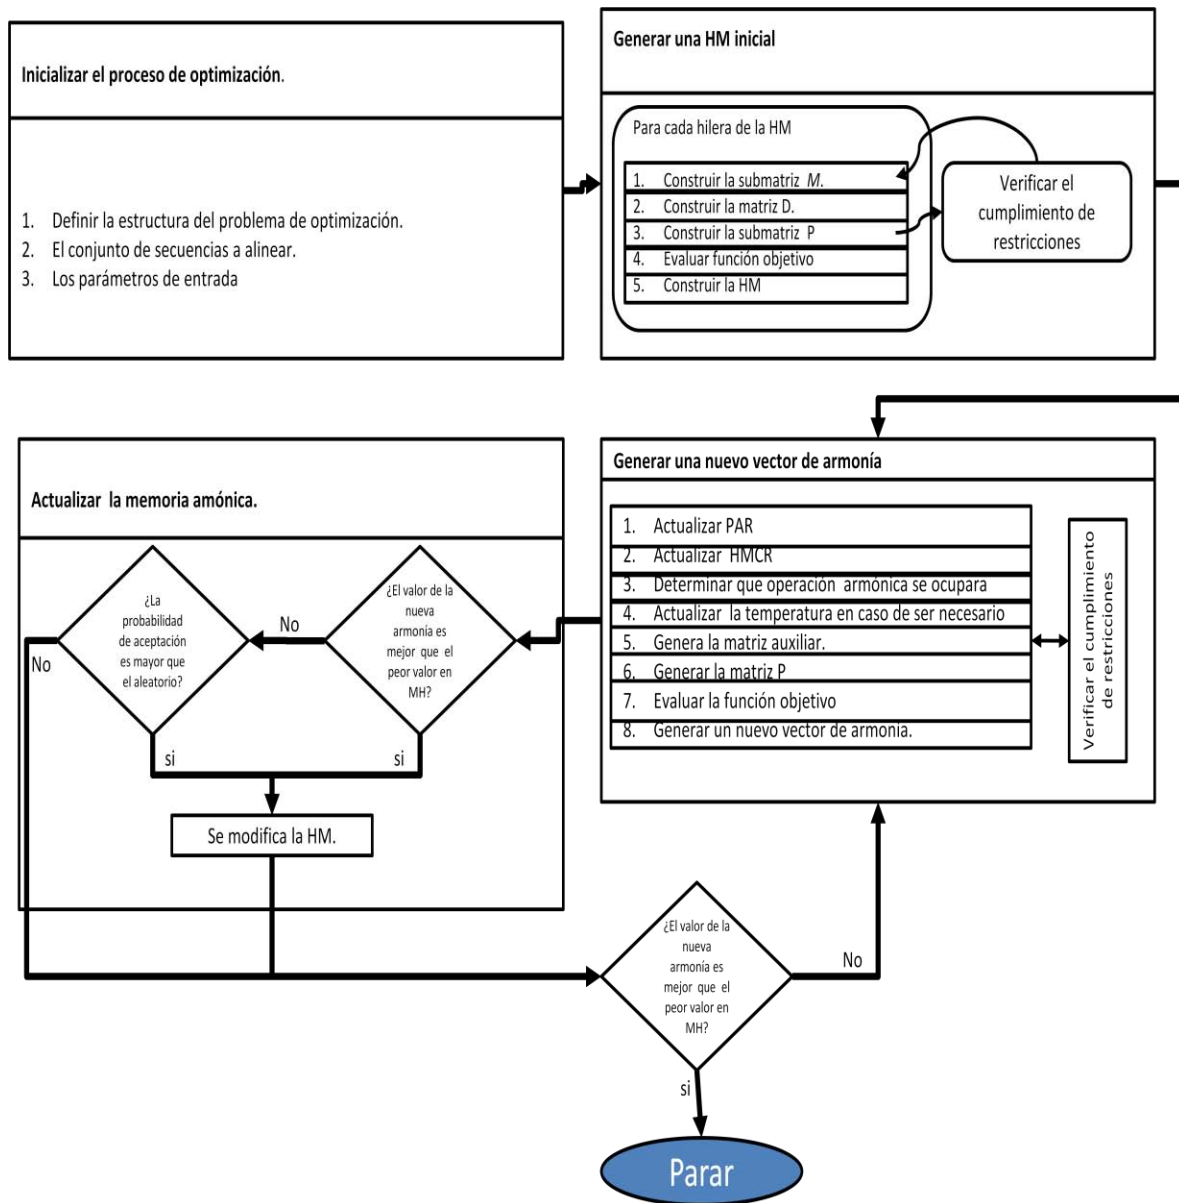 Inicializar el proceso de optimización.
1. Definir la estructura del problema de optimización.
2. El conjunto de secuencias a alinear.
3. Los parámetros de entrada
Generar una HM inicial
Para cada hilera de la HM
1. Construir la submatriz M.
2. Construir la matriz D.
3. Construir la submatriz P
4. Evaluar función objetivo
5. Construir la HM
Verificar el
cumplimiento de
restricciones
Generar una nuevo vector de armonía
1. Actualizar PAR
2. Actualizar HMCR
3. Determinar que operación armónica se ocupara
4. Actualizar la temperatura en caso de ser necesario
5. Genera la matriz auxiliar.
6. Generar la matriz P
7. Evaluar la función objetivo
8. Generar un nuevo vector de armonía.
Verificar el cumplimiento
de restricciones
Actualizar la memoria amónica.
¿El valor de la
nueva
armonía es
mejor que el
peor valor en
MH?
No
¿La
probabilidad
de aceptación
es mayor que
el aleatorio?
No
si
si
Se modifica la HM.
¿El valor de la
nueva
armonía es
mejor que el
peor valor en
MH?
No
si
Parar